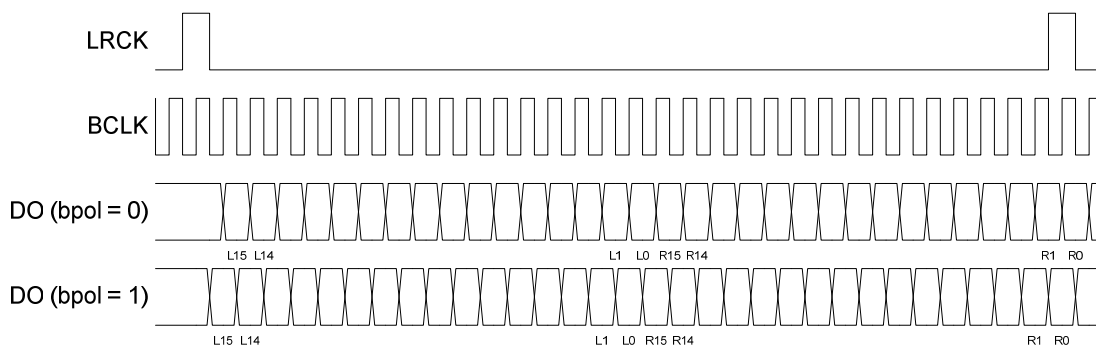 LRCK
BCLK
DO (bpol = 0)
L15 L14 L1 L0 R15 R14 R1 R0
DO (bpol = 1)
L15 L14 L1 L0 R15 R14 R1 R0